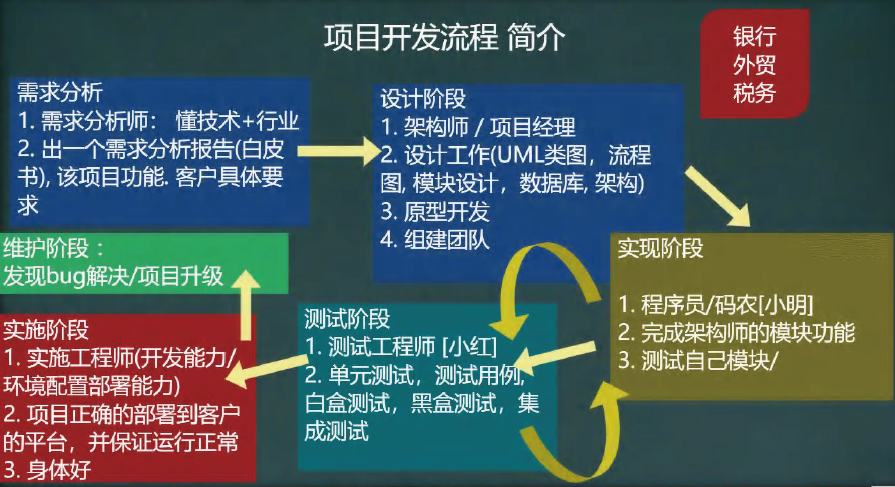 项目开发流程 简介
银行
外贸
税务
需求分析
1. 需求分析师： 懂技术+行业
2. 出一个需求分析报告(白皮
书), 该项目功能. 客户具体要
求
设计阶段
1. 架构师 / 项目经理
2. 设计工作(UML类图，流程
图, 模块设计，数据库, 架构)
3. 原型开发
4. 组建团队
实现阶段
1. 程序员/码农[小明]
2. 完成架构师的模块功能
3. 测试自己模块/
测试阶段
1. 测试工程师 [小红]
2. 单元测试，测试用例,
白盒测试，黑盒测试，集
成测试
实施阶段
1. 实施工程师(开发能力/
环境配置部署能力)
2. 项目正确的部署到客户
的平台，并保证运行正常
3. 身体好
维护阶段：
发现bug解决/项目升级